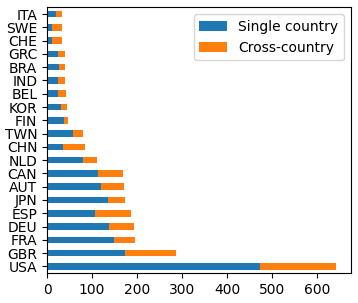 ITA
SWE
CHE
GRC
BRA
IND
BEL
KOR
FIN
TWN
CHN
NLD
CAN
AUT
JPN
ESP
DEU
FRA
GBR
USA
Single country
Cross-country
0 100 200 300 400 500 600